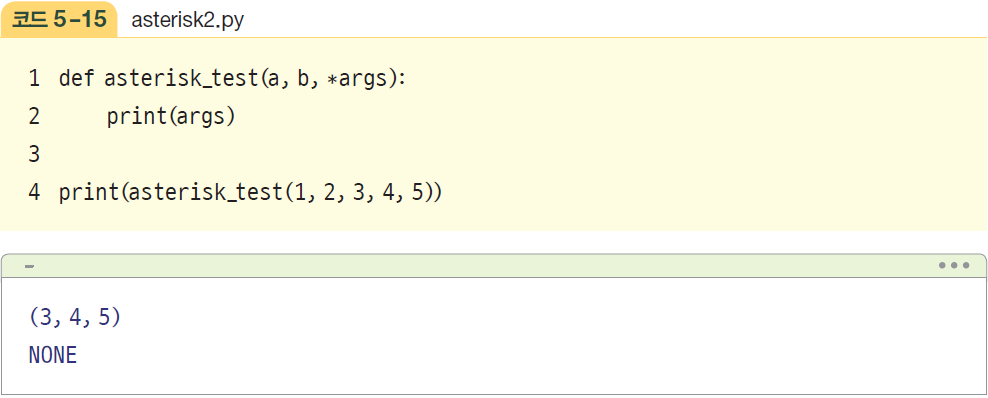 코드 5-15 asterisk2.py
1 def asterisk_test(a, b, *args):
2     print(args)
3
4 print(asterisk_test(1, 2, 3, 4, 5))
(3, 4, 5)
NONE